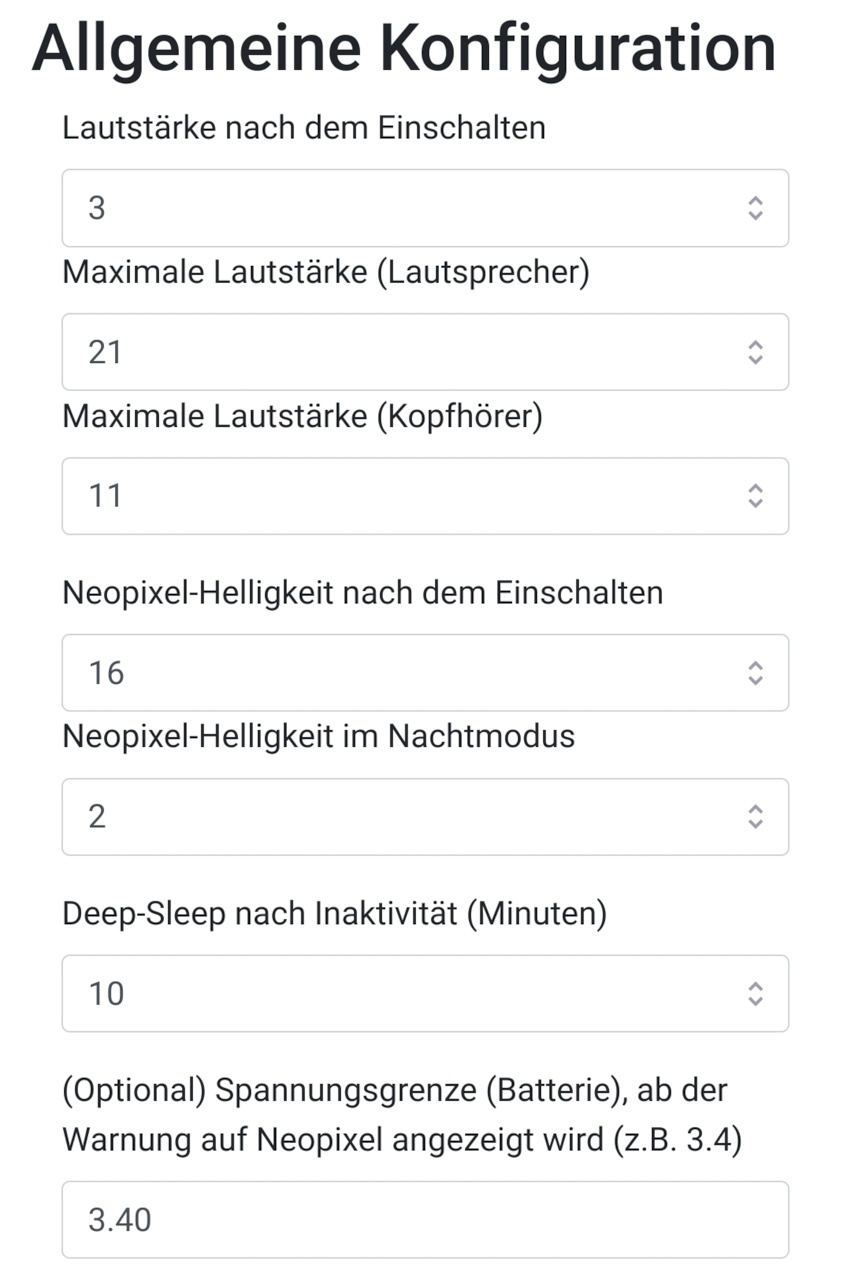 Allgemeine Konfiguration
Lautstärke nach dem Einschalten
3
Maximale Lautstärke (Lautsprecher)
21
Maximale Lautstärke (Kopfhörer)
11
Neopixel-Helligkeit nach dem Einschalten
16
Neopixel-Helligkeit im Nachtmodus
2
Deep-Sleep nach Inaktivität (Minuten)
10
(Optional) Spannungsgrenze (Batterie), ab der
Warnung auf Neopixel angezeigt wird (z.B. 3.4)
3.40